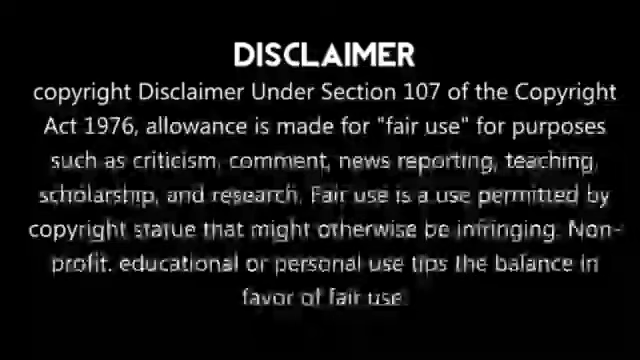 DISCLAIMER
copyright Disclaimer Under Section 107 of the Copyright
Act 1976, allowance is made for "fair use" for purposes
such as criticism, comment, news reporting, teaching,
scholarship, and research. Fair use is a use permitted by
copyright statue that might otherwise be infringing. Non-
profit. educational or personal use tips the balance in
favor of fair use.